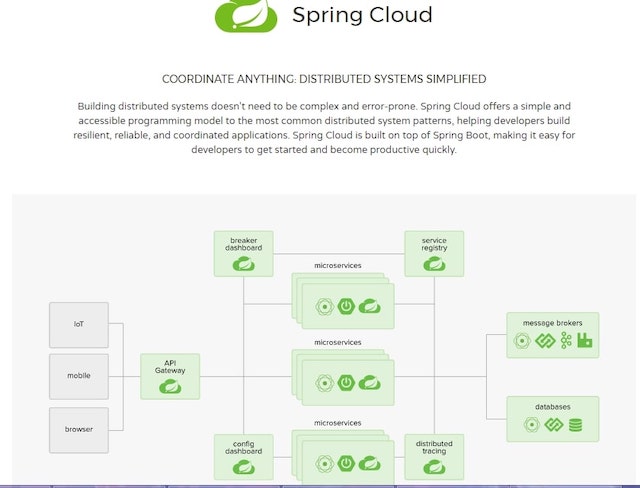 Spring Cloud
COORDINATE ANYTHING: DISTRIBUTED SYSTEMS SIMPLIFIED
Building distributed systems doesn't need to be complex and error-prone. Spring Cloud offers a simple and
accessible programming model to the most common distributed system patterns, helping developers build
resilient, reliable, and coordinated applications. Spring Cloud is built on top of Spring Boot, making it easy for
developers to get started and become productive quickly.
breaker
dashboard
service
registry
microservices
IoT
message brokers
microservices
API
Gateway
mobile
databases
microservices
browser
config
dashboard
distributed
tracing